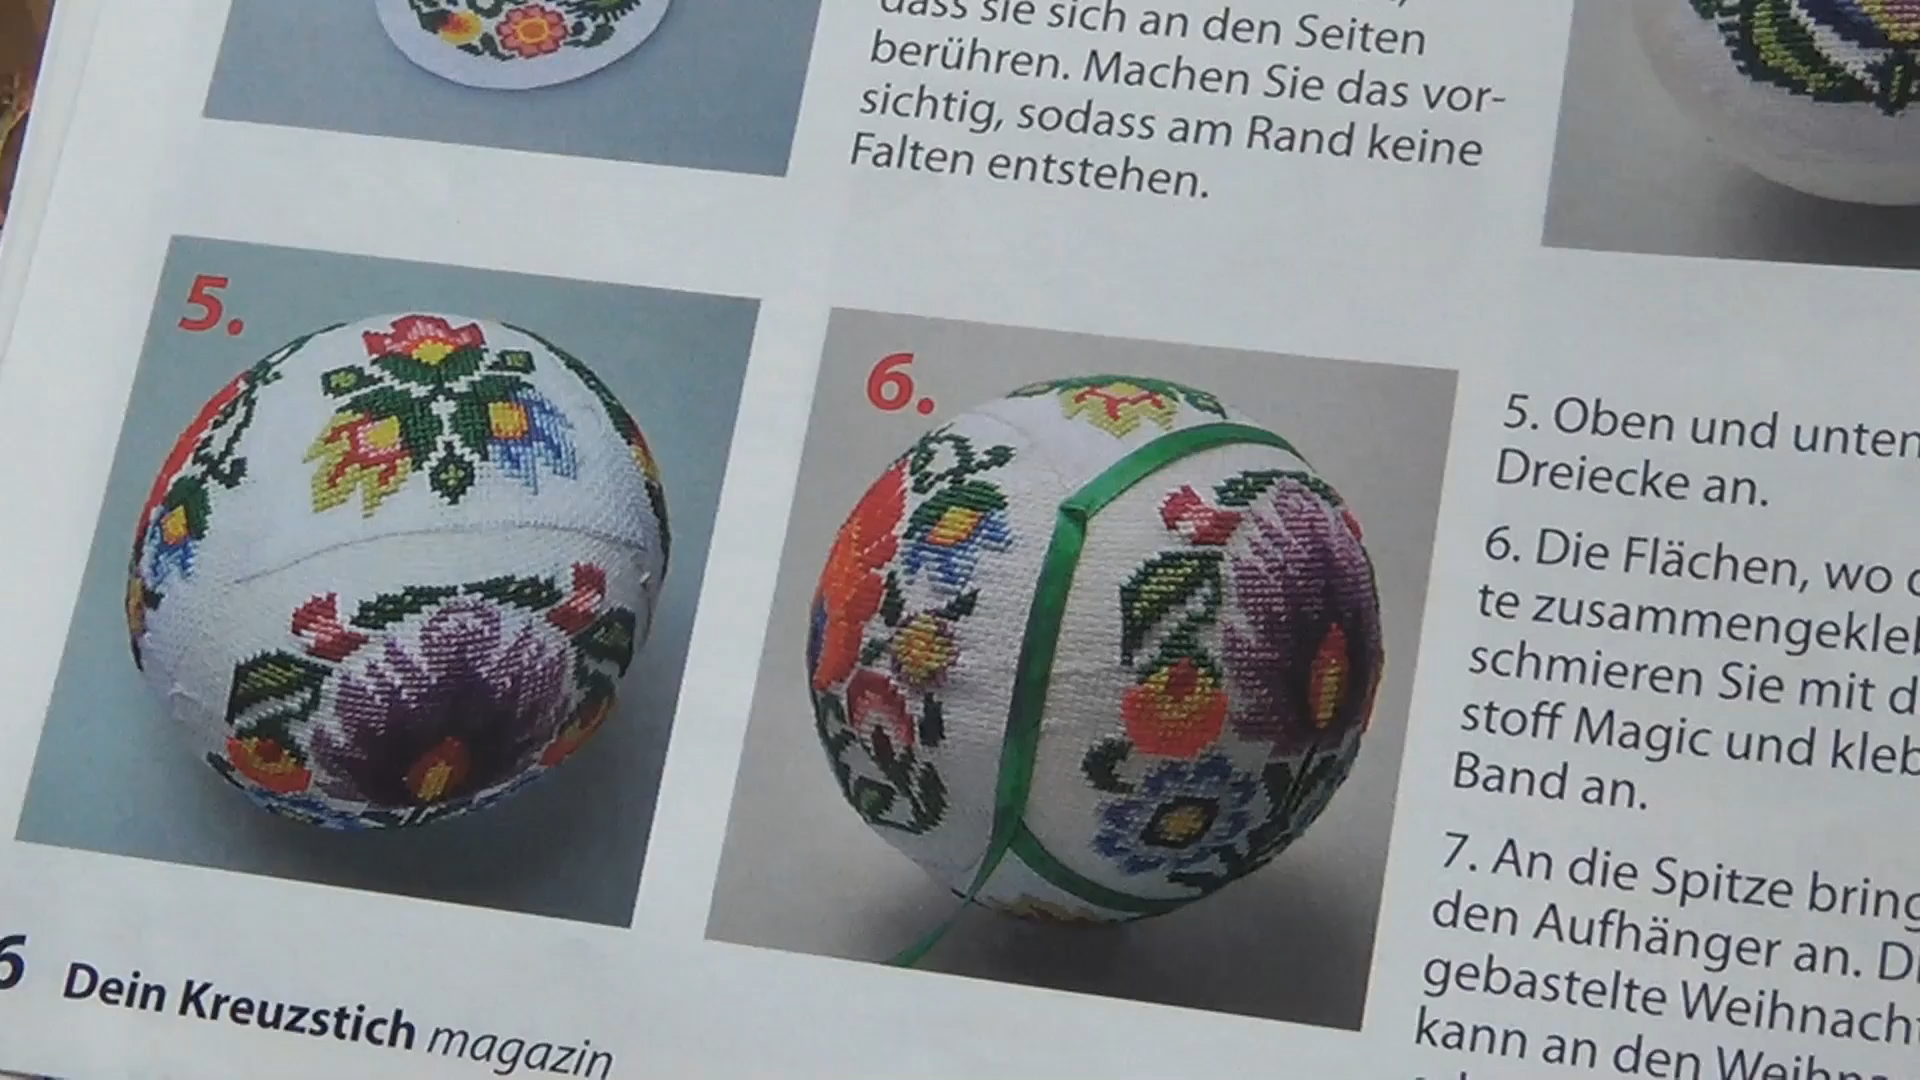 dass sie sich an den Seiten
berühren. Machen Sie das vor-
sichtig, sodass am Rand keine
Falten entstehen.
5.
6.
5. Oben und unten
Dreiecke an.
6. Die Flächen, wo
te zusammengekle
schmieren Sie mit d
stoff Magic und kleb
Band an.
7. An die Spitze bring
den Aufhänger an. Di
gebastelte Weihnacht
kann an den Weihn
6 Dein Kreuzstich magazin